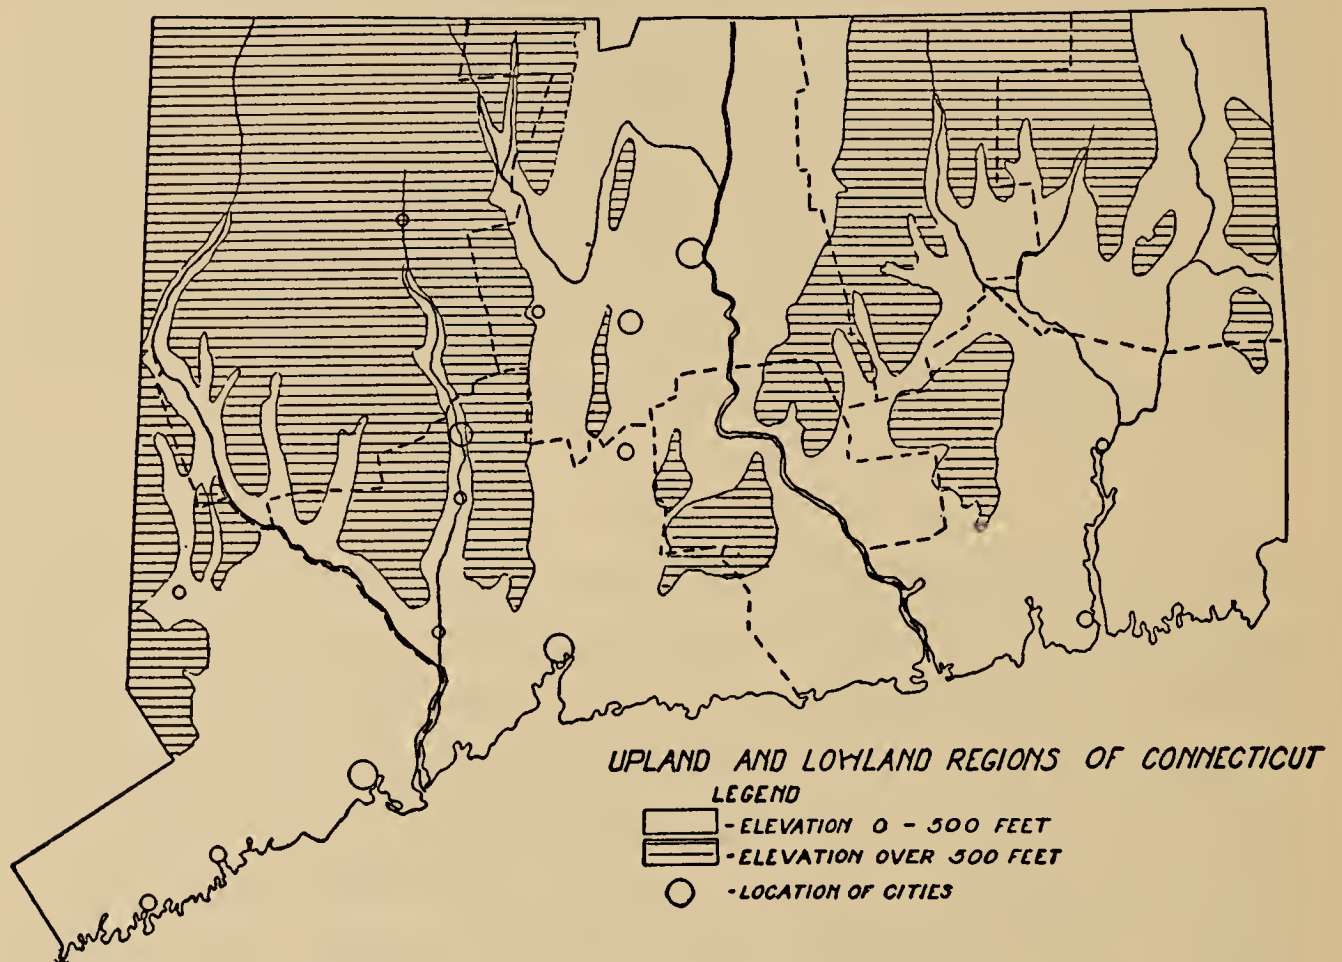 UPLAND AND LOWLAND REGIONS OF CONNECTICUT
LEGEND
- ELEVATION 0 - 500 FEET
- ELEVATION OVER 500 FEET
- LOCATION OF CITIES